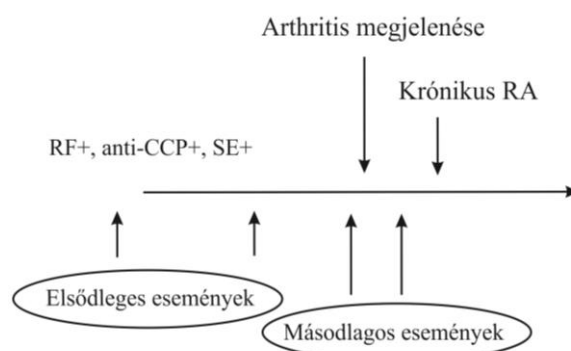 Arthritis megjelenése
Krónikus RA
RF+, anti-CCP+, SE+
Elsődleges események
Másodlagos események